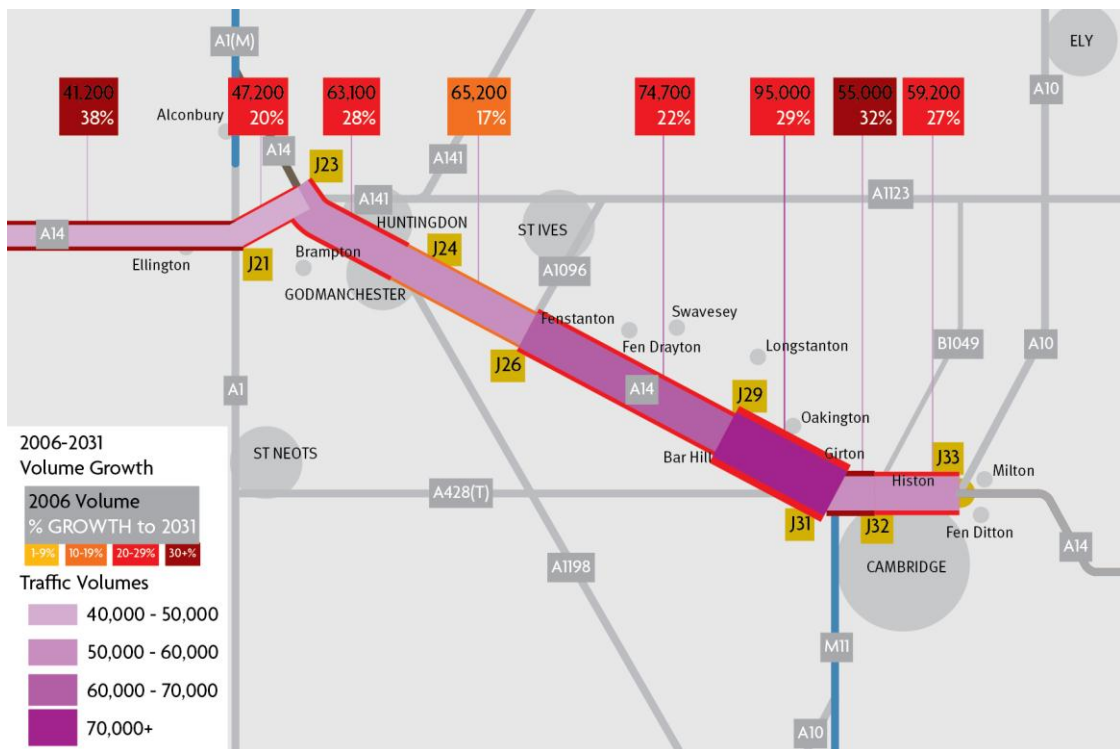 A1(M)
ELY
A10
41,200
38%
47,200
20%
63,100
28%
65,200
17%
74,700
22%
95,000
29%
55,000
32%
59,200
27%
Alconbury
A14
J23
A141
A141
A1123
HUNTINGDON
ST IVES
A14
J24
Ellington
J21
Brampton
GODMANCHESTER
A1096
Fenstanton
Swavesey
Fen Drayton
Longstanton
B1049
A10
J26
A14
J29
A1
Oakington
Bar Hill
Girton
ST NEOTS
J33
Histon
Milton
A428(T)
J31
J32
Fen Ditton
A14
A1198
CAMBRIDGE
M11
A10
2006-2031
Volume Growth
2006 Volume
% GROWTH to 2031
1-9%
10-19%
20-29%
30+%
Traffic Volumes
40,000 - 50,000
50,000 - 60,000
60,000 - 70,000
70,000+